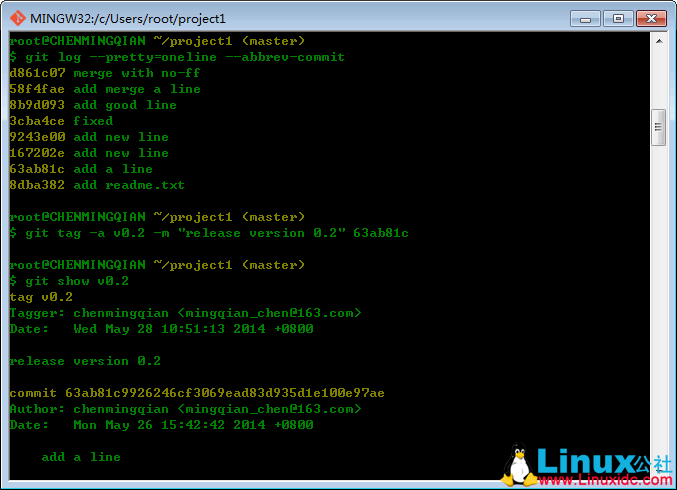 MINGW32:/c/Users/root/project1
root@CHENMINGQIAN ~/project1 (master)
$ git log --pretty=oneline --abbrev-commit
d861c07 merge with no-ff
58f4fae add merge a line
8b9d093 add good line
3cba4ce fixed
9243e00 add new line
167202e add new line
63ab81c add a line
8dba382 add readme.txt
root@CHENMINGQIAN ~/project1 (master)
$ git tag -a v0.2 -m "release version 0.2" 63ab81c
root@CHENMINGQIAN ~/project1 (master)
$ git show v0.2
tag v0.2
Tagger: chenmingqian <mingqian_chen@163.com>
Date:   Wed May 28 10:51:13 2014 +0800
release version 0.2
commit 63ab81c9926246cf3069ead83d935d1e100e97ae
Author: chenmingqian <mingqian_chen@163.com>
Date:   Mon May 26 15:42:42 2014 +0800
add a line
Linux公社
www.Linuxidc.com